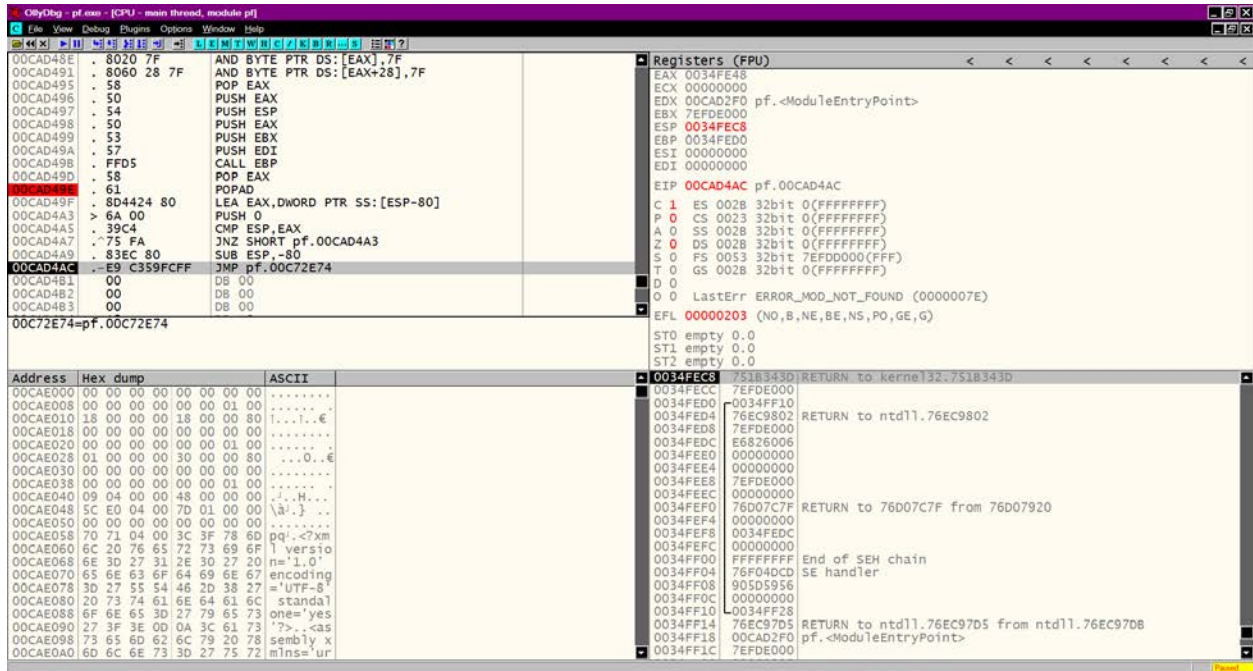 OllyDbg - pf.exe - [CPU - main thread, module pf]
C File View Debug Plugins Options Window Help
L E M T W H C / K B R ... S ?
00CAD48E . 8020 7F AND BYTE PTR DS:[EAX],7F
00CAD491 . 8060 28 7F AND BYTE PTR DS:[EAX+28],7F
00CAD495 . 58 POP EAX
00CAD496 . 50 PUSH EAX
00CAD497 . 54 PUSH ESP
00CAD498 . 50 PUSH EAX
00CAD499 . 53 PUSH EBX
00CAD49A . 57 PUSH EDI
00CAD49B . FFD5 CALL EBP
00CAD49D . 58 POP EAX
00CAD49E . 61 POPAD
00CAD49F . 8D4424 80 LEA EAX,DWORD PTR SS:[ESP-80]
00CAD4A3 > 6A 00 PUSH 0
00CAD4A5 . 39C4 CMP ESP,EAX
00CAD4A7 .^75 FA JNZ SHORT pf.00CAD4A3
00CAD4A9 . 83EC 80 SUB ESP,-80
00CAD4AC .-E9 C359FCFF JMP pf.00C72E74
00CAD4B1 00 DB 00
00CAD4B2 00 DB 00
00CAD4B3 00 DB 00
00C72E74=pf.00C72E74
Registers (FPU) < < < < < < < <
EAX 0034FE48
ECX 00000000
EDX 00CAD2F0 pf.<ModuleEntryPoint>
EBX 7EFDE000
ESP 0034FEC8
EBP 0034FED0
ESI 00000000
EDI 00000000
EIP 00CAD4AC pf.00CAD4AC
C 1 ES 002B 32bit 0(FFFFFFFF)
P 0 CS 0023 32bit 0(FFFFFFFF)
A 0 SS 002B 32bit 0(FFFFFFFF)
Z 0 DS 002B 32bit 0(FFFFFFFF)
S 0 FS 0053 32bit 7EFDD000(FFF)
T 0 GS 002B 32bit 0(FFFFFFFF)
D 0
O 0 LastErr ERROR_MOD_NOT_FOUND (0000007E)
EFL 00000203 (NO,B,NE,BE,NS,PO,GE,G)
ST0 empty 0.0
ST1 empty 0.0
ST2 empty 0.0
Address Hex dump ASCII
00CAE000 00 00 00 00 00 00 00 00 ........
00CAE008 00 00 00 00 00 00 01 00 ...... .
00CAE010 18 00 00 00 18 00 00 80 ↑...↑..€
00CAE018 00 00 00 00 00 00 00 00 ........
00CAE020 00 00 00 00 00 00 01 00 ...... .
00CAE028 01 00 00 00 30 00 00 80 ...0..€
00CAE030 00 00 00 00 00 00 00 00 ........
00CAE038 00 00 00 00 00 00 01 00 ...... .
00CAE040 09 04 00 00 48 00 00 00 .┘..H...
00CAE048 5C E0 04 00 7D 01 00 00 \à┘.} ..
00CAE050 00 00 00 00 00 00 00 00 ........
00CAE058 70 71 04 00 3C 3F 78 6D pq┘.<?xm
00CAE060 6C 20 76 65 72 73 69 6F l versio
00CAE068 6E 3D 27 31 2E 30 27 20 n='1.0'
00CAE070 65 6E 63 6F 64 69 6E 67 encoding
00CAE078 3D 27 55 54 46 2D 38 27 ='UTF-8'
00CAE080 20 73 74 61 6E 64 61 6C standal
00CAE088 6F 6E 65 3D 27 79 65 73 one='yes
00CAE090 27 3F 3E 0D 0A 3C 61 73 '?>..<as
00CAE098 73 65 6D 62 6C 79 20 78 sembly x
00CAE0A0 6D 6C 6E 73 3D 27 75 72 mlns='ur
0034FEC8 751B343D RETURN to kernel32.751B343D
0034FECC 7EFDE000
0034FED0 0034FF10
0034FED4 76EC9802 RETURN to ntdll.76EC9802
0034FED8 7EFDE000
0034FEDC E6826006
0034FEE0 00000000
0034FEE4 00000000
0034FEE8 7EFDE000
0034FEEC 00000000
0034FEF0 76D07C7F RETURN to 76D07C7F from 76D07920
0034FEF4 00000000
0034FEF8 0034FEDC
0034FEFC 00000000
0034FF00 FFFFFFFF End of SEH chain
0034FF04 76F04DCD SE handler
0034FF08 905D5956
0034FF0C 00000000
0034FF10 0034FF28
0034FF14 76EC97D5 RETURN to ntdll.76EC97D5 from ntdll.76EC97DB
0034FF18 00CAD2F0 pf.<ModuleEntryPoint>
0034FF1C 7EFDE000
Paused